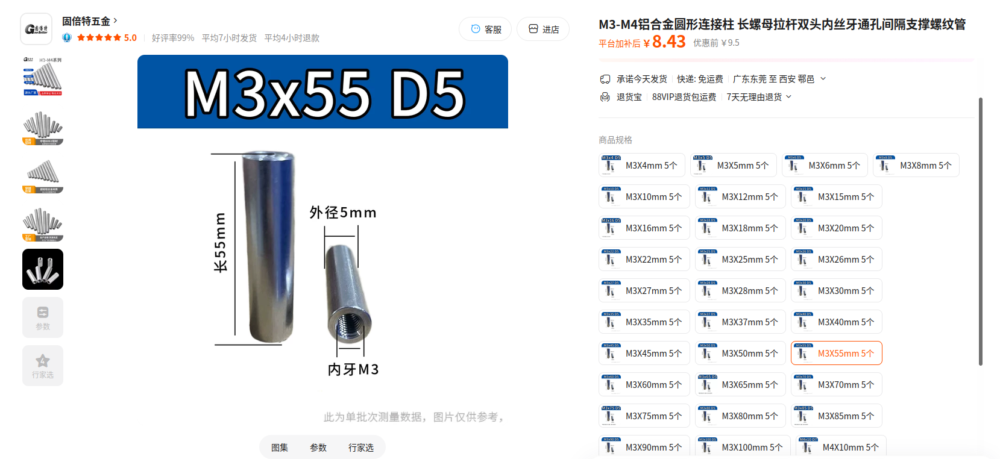 固倍特五金
5.0 好评率99% 平均7小时发货 平均4小时退款
客服
进店
M3-M4系列
参数
行家选
M3x55 D5
长55mm
外径5mm
内牙M3
此为单批次测量数据，图片仅供参考，
图集 参数 行家选
M3-M4铝合金圆形连接柱 长螺母拉杆双头内丝牙通孔间隔支撑螺纹管
平台加补后 ￥8.43 优惠前 ￥9.5
承诺今天发货 快递: 免运费 广东东莞 至 西安 鄠邑
退货宝 88VIP退货包运费 7天无理由退货
商品规格
M3X4mm 5个 M3X5mm 5个 M3X6mm 5个 M3X8mm 5个
M3X10mm 5个 M3X12mm 5个 M3X15mm 5个
M3X16mm 5个 M3X18mm 5个 M3X20mm 5个
M3X22mm 5个 M3X25mm 5个 M3X26mm 5个
M3X27mm 5个 M3X28mm 5个 M3X30mm 5个
M3X35mm 5个 M3X37mm 5个 M3X40mm 5个
M3X45mm 5个 M3X50mm 5个 M3X55mm 5个
M3X60mm 5个 M3X65mm 5个 M3X70mm 5个
M3X75mm 5个 M3X80mm 5个 M3X85mm 5个
M3X90mm 5个 M3X100mm 5个 M4X10mm 5个